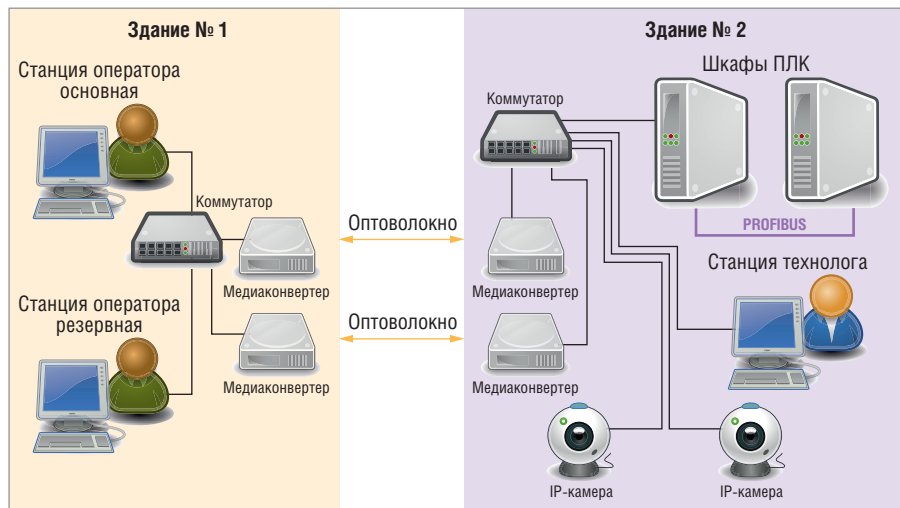 Здание № 1
Станция оператора
основная
Коммутатор
Медиаконвертер
Станция оператора
резервная
Медиаконвертер
Оптоволокно
Оптоволокно
Здание № 2
Шкафы ПЛК
Коммутатор
PROFIBUS
Медиаконвертер
Станция технолога
Медиаконвертер
IP-камера
IP-камера